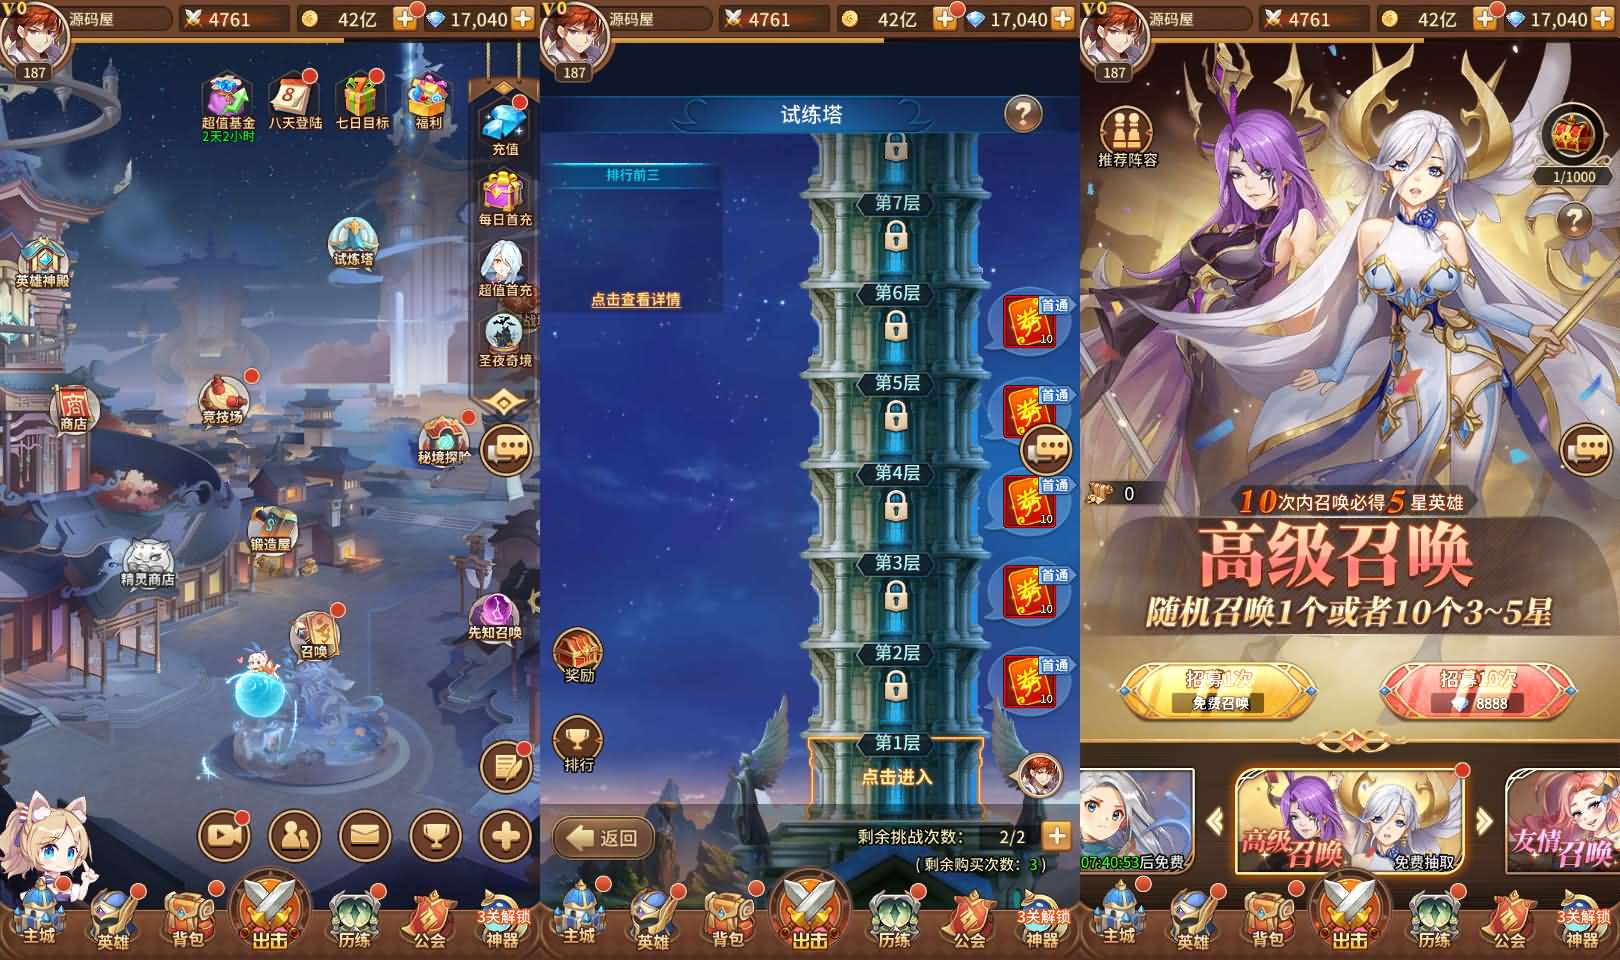 V0
源码屋
4761
42亿
17,040
187
超值基金
2天2小时
八天登陆
七日目标
福利
充值
每日首充
超值首充
圣夜奇境
英雄神殿
试炼塔
商
商店
竞技场
秘境探险
锻造屋
精灵商店
先知召唤
召唤
主城
英雄
背包
出击
历练
公会
3关解锁
神器
V0
源码屋
4761
42亿
17,040
187
试练塔
?
排行前三
点击查看详情
第7层
第6层
首通
10
第5层
首通
第4层
首通
10
第3层
首通
10
第2层
首通
10
第1层
点击进入
奖励
排行
返回
剩余挑战次数:
2/2
(剩余购买次数:3)
主城
英雄
背包
出击
历练
公会
3关解锁
神器
V0
源码屋
4761
42亿
17,040
187
推荐阵容
1/1000
?
0
10次内召唤必得5星英雄
高级召唤
随机召唤1个或者10个3~5星
招募1次
免费召唤
招募10次
8888
07:40:53后免费
高级召唤
免费抽取
友情召唤
主城
英雄
背包
出击
历练
公会
3关解锁
神器